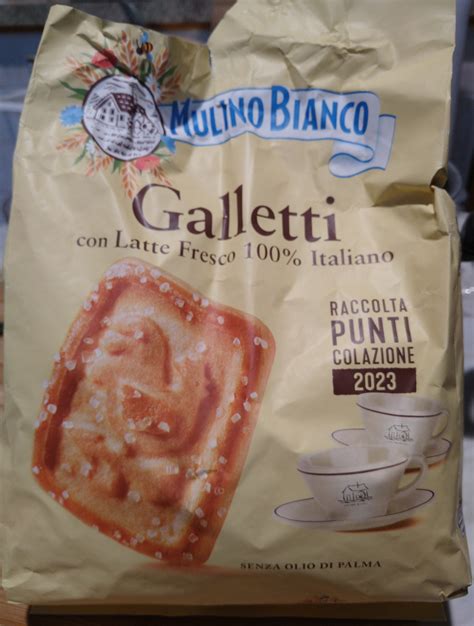 MULINO BIANCO
Galletti
con Latte Fresco 100% Italiano
RACCOLTA
PUNTI
COLAZIONE
2023
SENZA OLIO DI PALMA